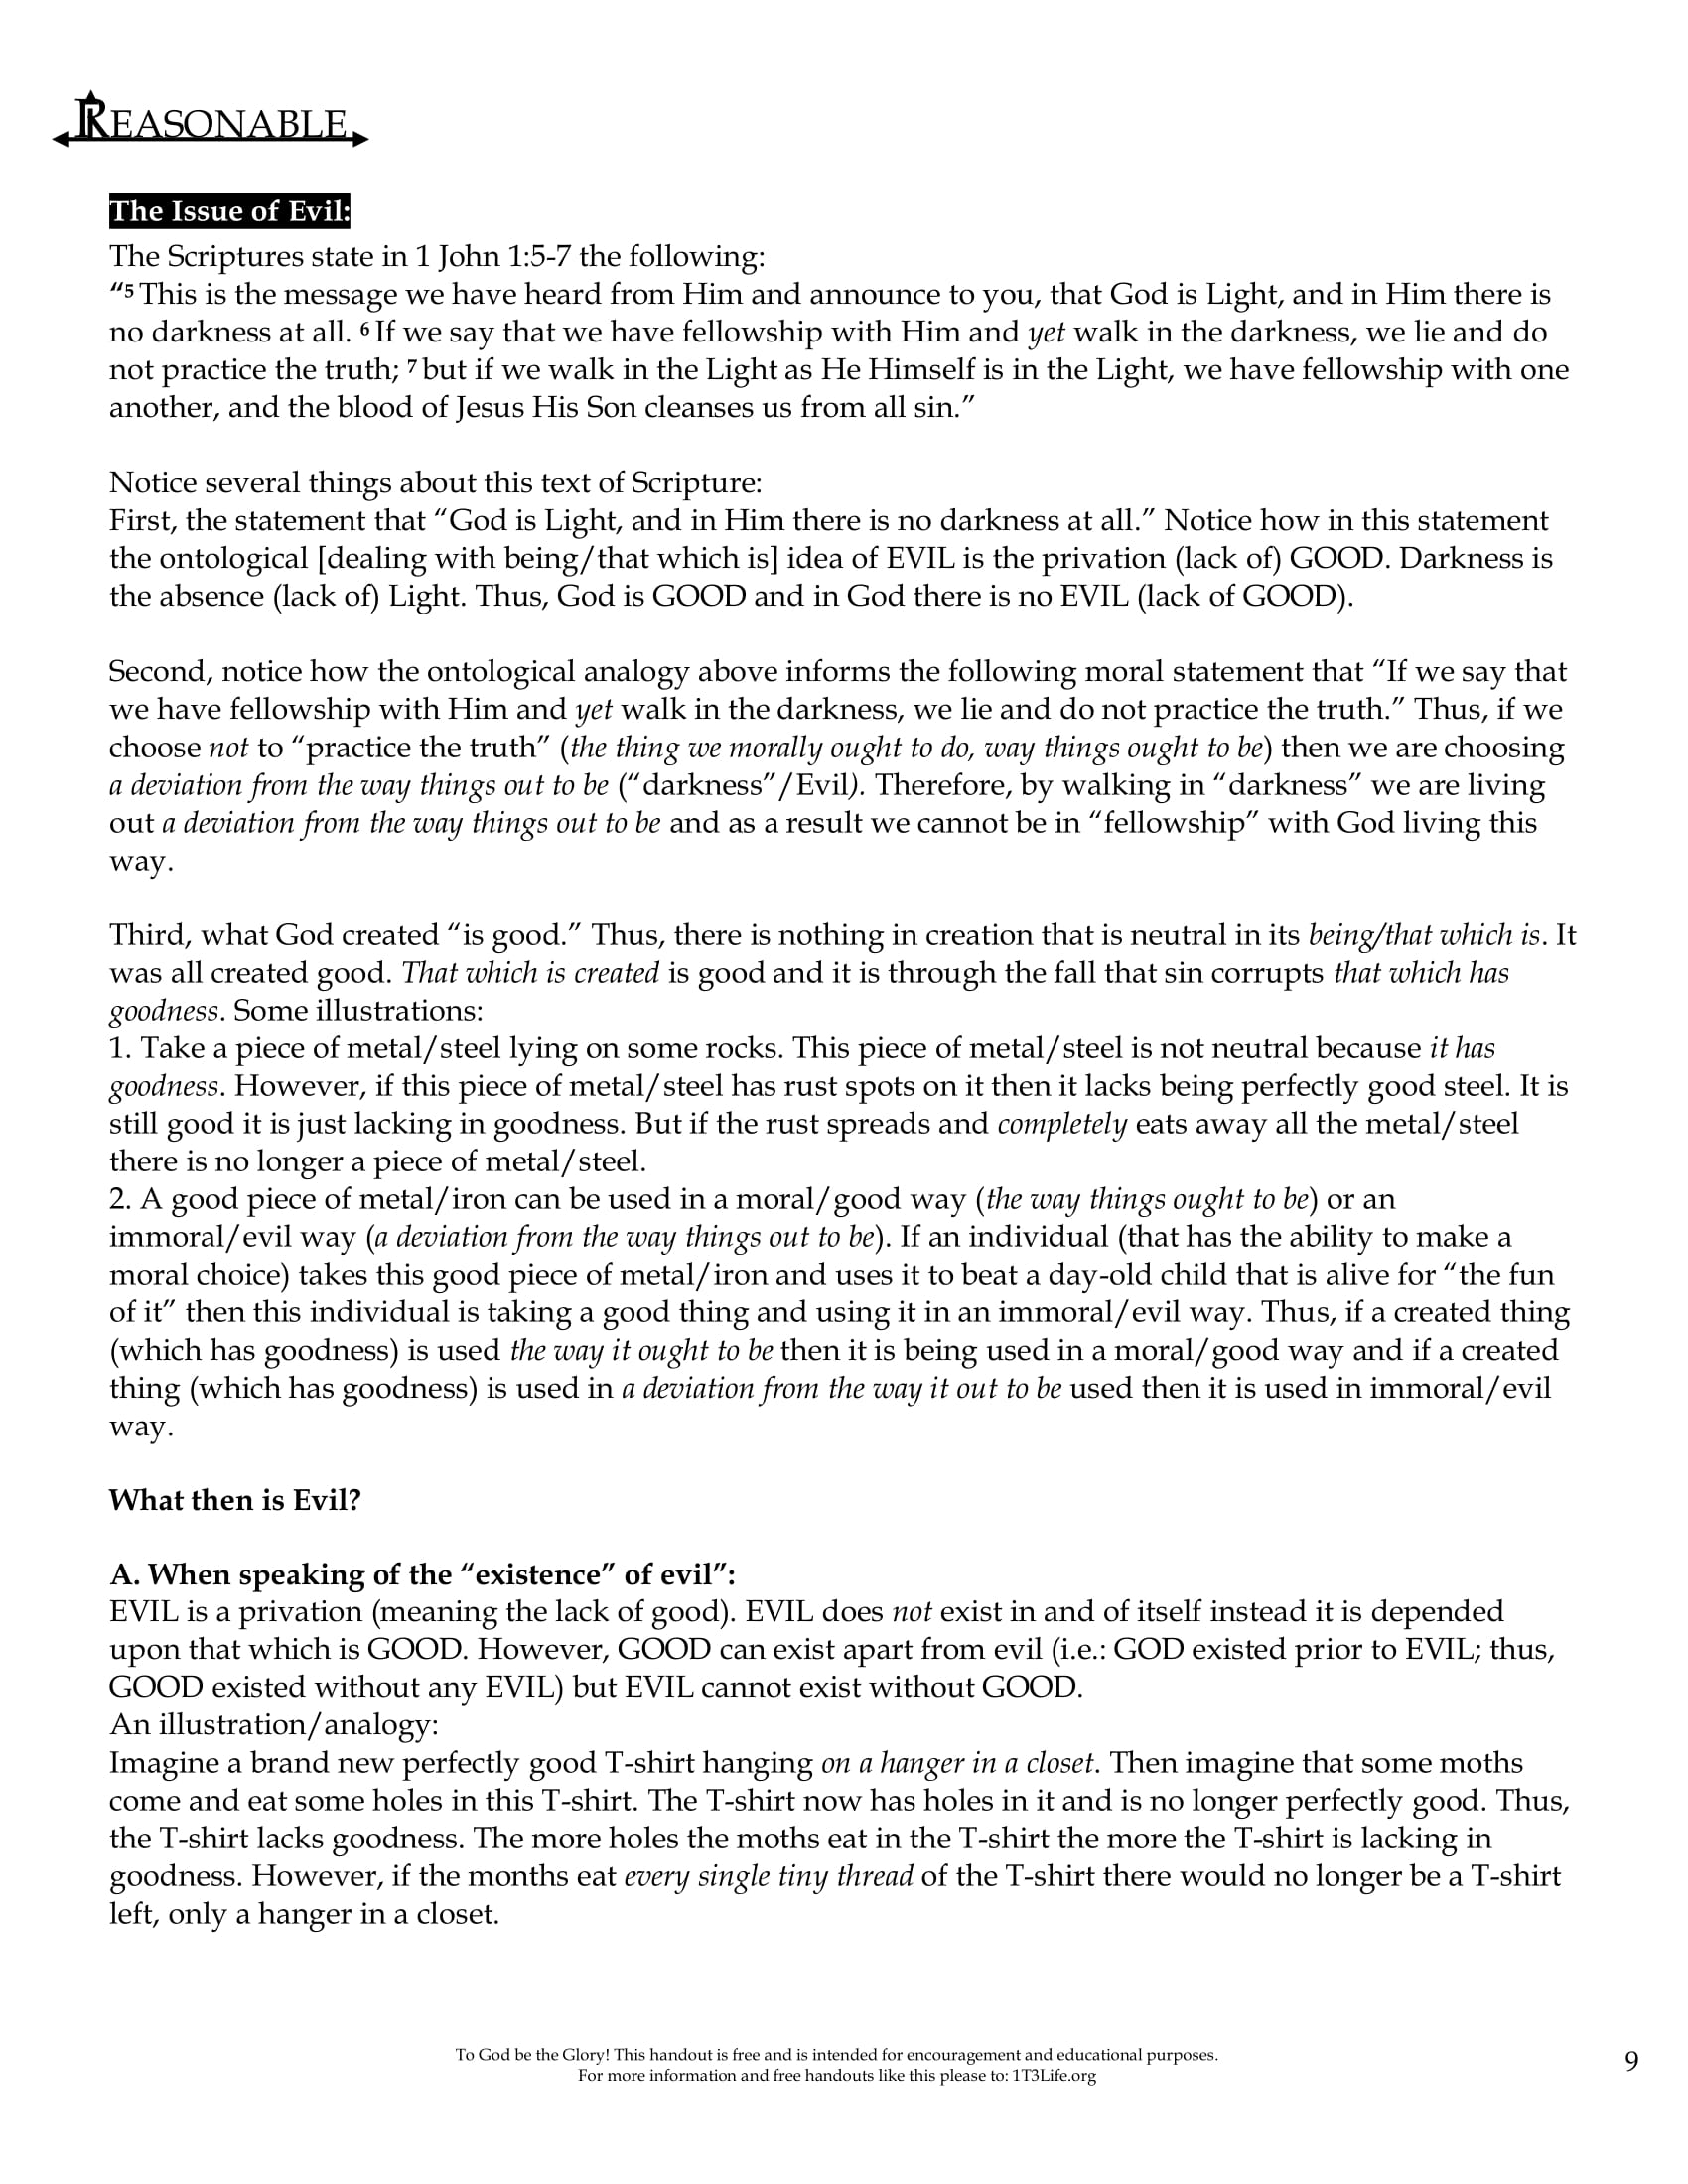 REASONABLE
The Issue of Evil:
The Scriptures state in 1 John 1:5-7 the following:
“5 This is the message we have heard from Him and announce to you, that God is Light, and in Him there is
no darkness at all. 6 If we say that we have fellowship with Him and yet walk in the darkness, we lie and do
not practice the truth; 7 but if we walk in the Light as He Himself is in the Light, we have fellowship with one
another, and the blood of Jesus His Son cleanses us from all sin.”
Notice several things about this text of Scripture:
First, the statement that “God is Light, and in Him there is no darkness at all.” Notice how in this statement
the ontological [dealing with being/that which is] idea of EVIL is the privation (lack of) GOOD. Darkness is
the absence (lack of) Light. Thus, God is GOOD and in God there is no EVIL (lack of GOOD).
Second, notice how the ontological analogy above informs the following moral statement that “If we say that
we have fellowship with Him and yet walk in the darkness, we lie and do not practice the truth.” Thus, if we
choose not to “practice the truth” (the thing we morally ought to do, way things ought to be) then we are choosing
a deviation from the way things out to be (“darkness”/Evil). Therefore, by walking in “darkness” we are living
out a deviation from the way things out to be and as a result we cannot be in “fellowship” with God living this
way.
Third, what God created “is good.” Thus, there is nothing in creation that is neutral in its being/that which is. It
was all created good. That which is created is good and it is through the fall that sin corrupts that which has
goodness. Some illustrations:
1. Take a piece of metal/steel lying on some rocks. This piece of metal/steel is not neutral because it has
goodness. However, if this piece of metal/steel has rust spots on it then it lacks being perfectly good steel. It is
still good it is just lacking in goodness. But if the rust spreads and completely eats away all the metal/steel
there is no longer a piece of metal/steel.
2. A good piece of metal/iron can be used in a moral/good way (the way things ought to be) or an
immoral/evil way (a deviation from the way things out to be). If an individual (that has the ability to make a
moral choice) takes this good piece of metal/iron and uses it to beat a day-old child that is alive for “the fun
of it” then this individual is taking a good thing and using it in an immoral/evil way. Thus, if a created thing
(which has goodness) is used the way it ought to be then it is being used in a moral/good way and if a created
thing (which has goodness) is used in a deviation from the way it out to be used then it is used in immoral/evil
way.
What then is Evil?
A. When speaking of the “existence” of evil”:
EVIL is a privation (meaning the lack of good). EVIL does not exist in and of itself instead it is depended
upon that which is GOOD. However, GOOD can exist apart from evil (i.e.: GOD existed prior to EVIL; thus,
GOOD existed without any EVIL) but EVIL cannot exist without GOOD.
An illustration/analogy:
Imagine a brand new perfectly good T-shirt hanging on a hanger in a closet. Then imagine that some moths
come and eat some holes in this T-shirt. The T-shirt now has holes in it and is no longer perfectly good. Thus,
the T-shirt lacks goodness. The more holes the moths eat in the T-shirt the more the T-shirt is lacking in
goodness. However, if the months eat every single tiny thread of the T-shirt there would no longer be a T-shirt
left, only a hanger in a closet.
To God be the Glory! This handout is free and is intended for encouragement and educational purposes.
For more information and free handouts like this please to: 1T3Life.org
9